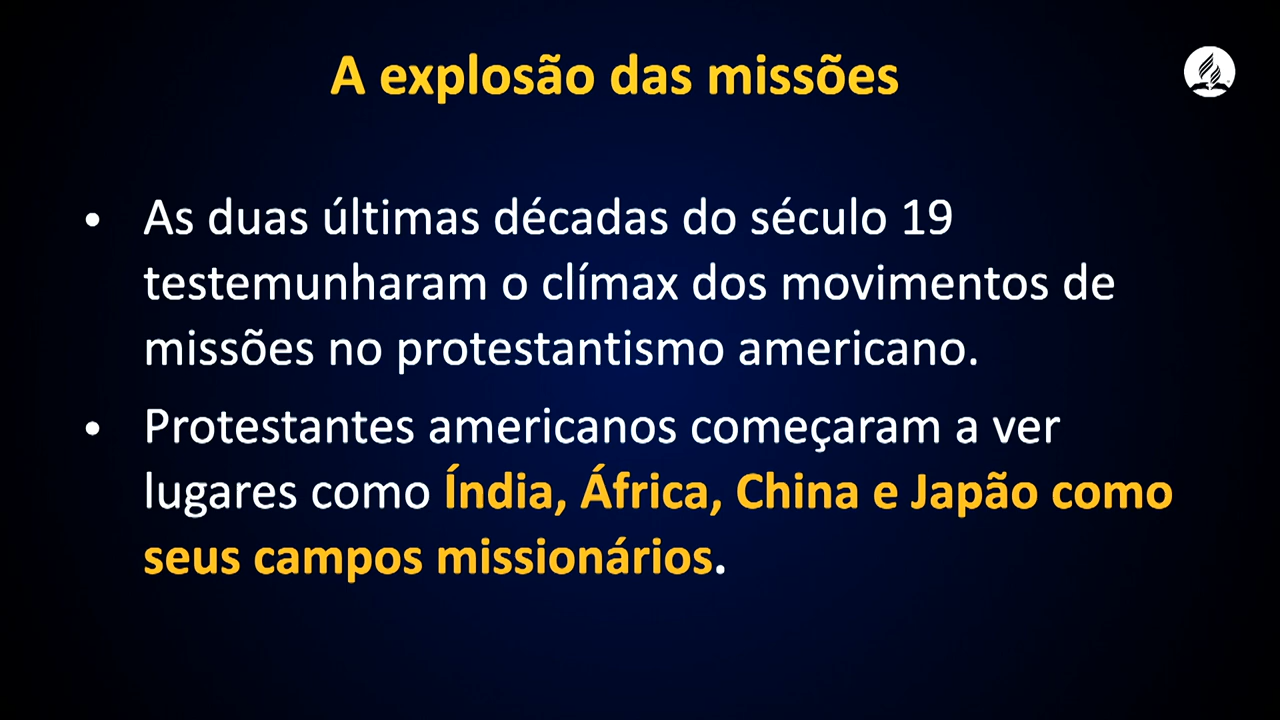 A explosão das missões
• As duas últimas décadas do século 19
testemunharam o clímax dos movimentos de
missões no protestantismo americano.
• Protestantes americanos começaram a ver
lugares como Índia, África, China e Japão como
seus campos missionários.